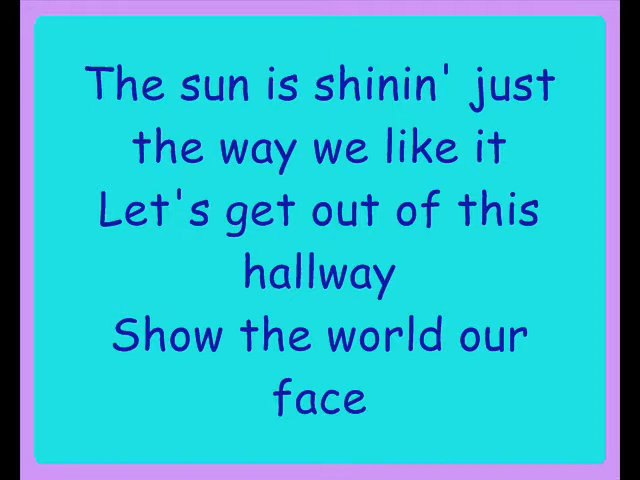 The sun is shinin' just
the way we like it
Let's get out of this
hallway
Show the world our
face